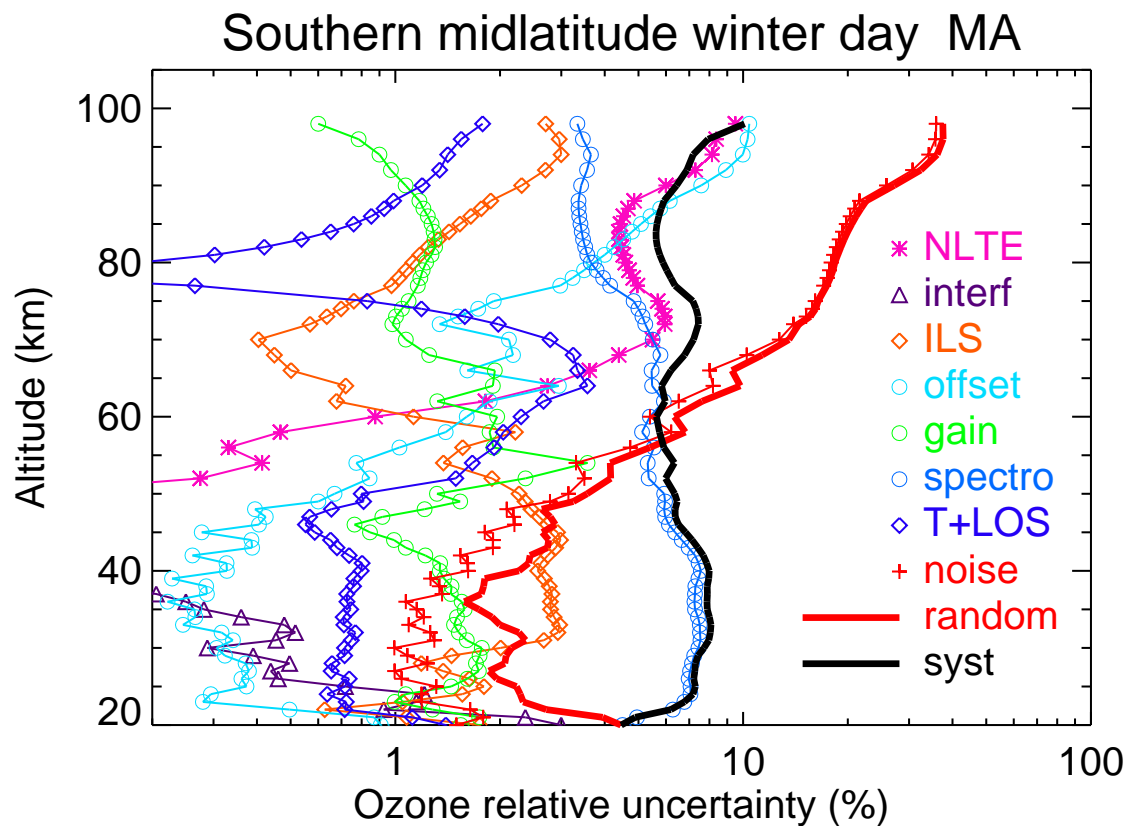 Southern midlatitude winter day  MA
100
80
60
40
20
Altitude (km)
NLTE
interf
ILS
offset
gain
spectro
T+LOS
noise
random
syst
1
10
100
Ozone relative uncertainty (%)